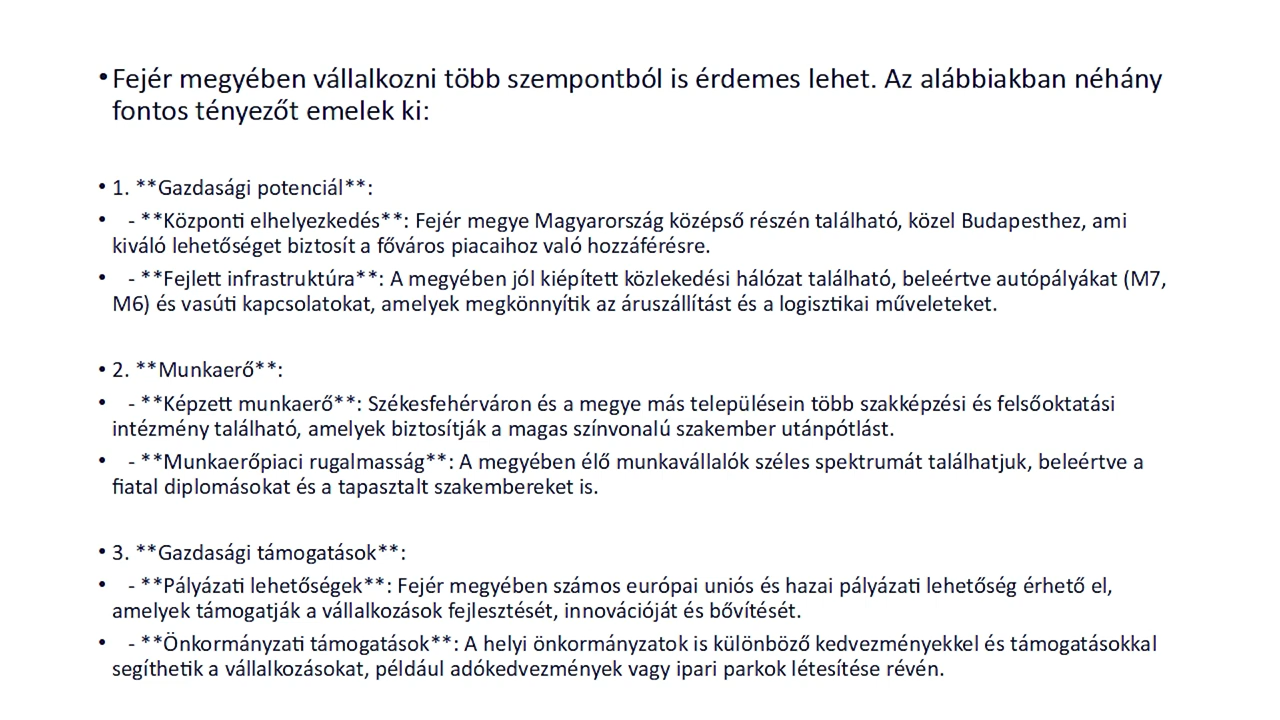 • Fejér megyében vállalkozni több szempontból is érdemes lehet. Az alábbiakban néhány
fontos tényezőt emelek ki:
• 1. **Gazdasági potenciál**:
• - **Központi elhelyezkedés**: Fejér megye Magyarország középső részén található, közel Budapesthez, ami
kiváló lehetőséget biztosít a főváros piacaihoz való hozzáférésre.
• - **Fejlett infrastruktúra**: A megyében jól kiépített közlekedési hálózat található, beleértve autópályákat (M7,
M6) és vasúti kapcsolatokat, amelyek megkönnyítik az áruszállítást és a logisztikai műveleteket.
• 2. **Munkaerő**:
• - **Képzett munkaerő**: Székesfehérváron és a megye más településein több szakképzési és felsőoktatási
intézmény található, amelyek biztosítják a magas színvonalú szakember utánpótlást.
• - **Munkaerőpiaci rugalmasság**: A megyében élő munkavállalók széles spektrumát találhatjuk, beleértve a
fiatal diplomásokat és a tapasztalt szakembereket is.
• 3. **Gazdasági támogatások**:
• - **Pályázati lehetőségek**: Fejér megyében számos európai uniós és hazai pályázati lehetőség érhető el,
amelyek támogatják a vállalkozások fejlesztését, innovációját és bővítését.
• - **Önkormányzati támogatások**: A helyi önkormányzatok is különböző kedvezményekkel és támogatásokkal
segíthetik a vállalkozásokat, például adókedvezmények vagy ipari parkok létesítése révén.